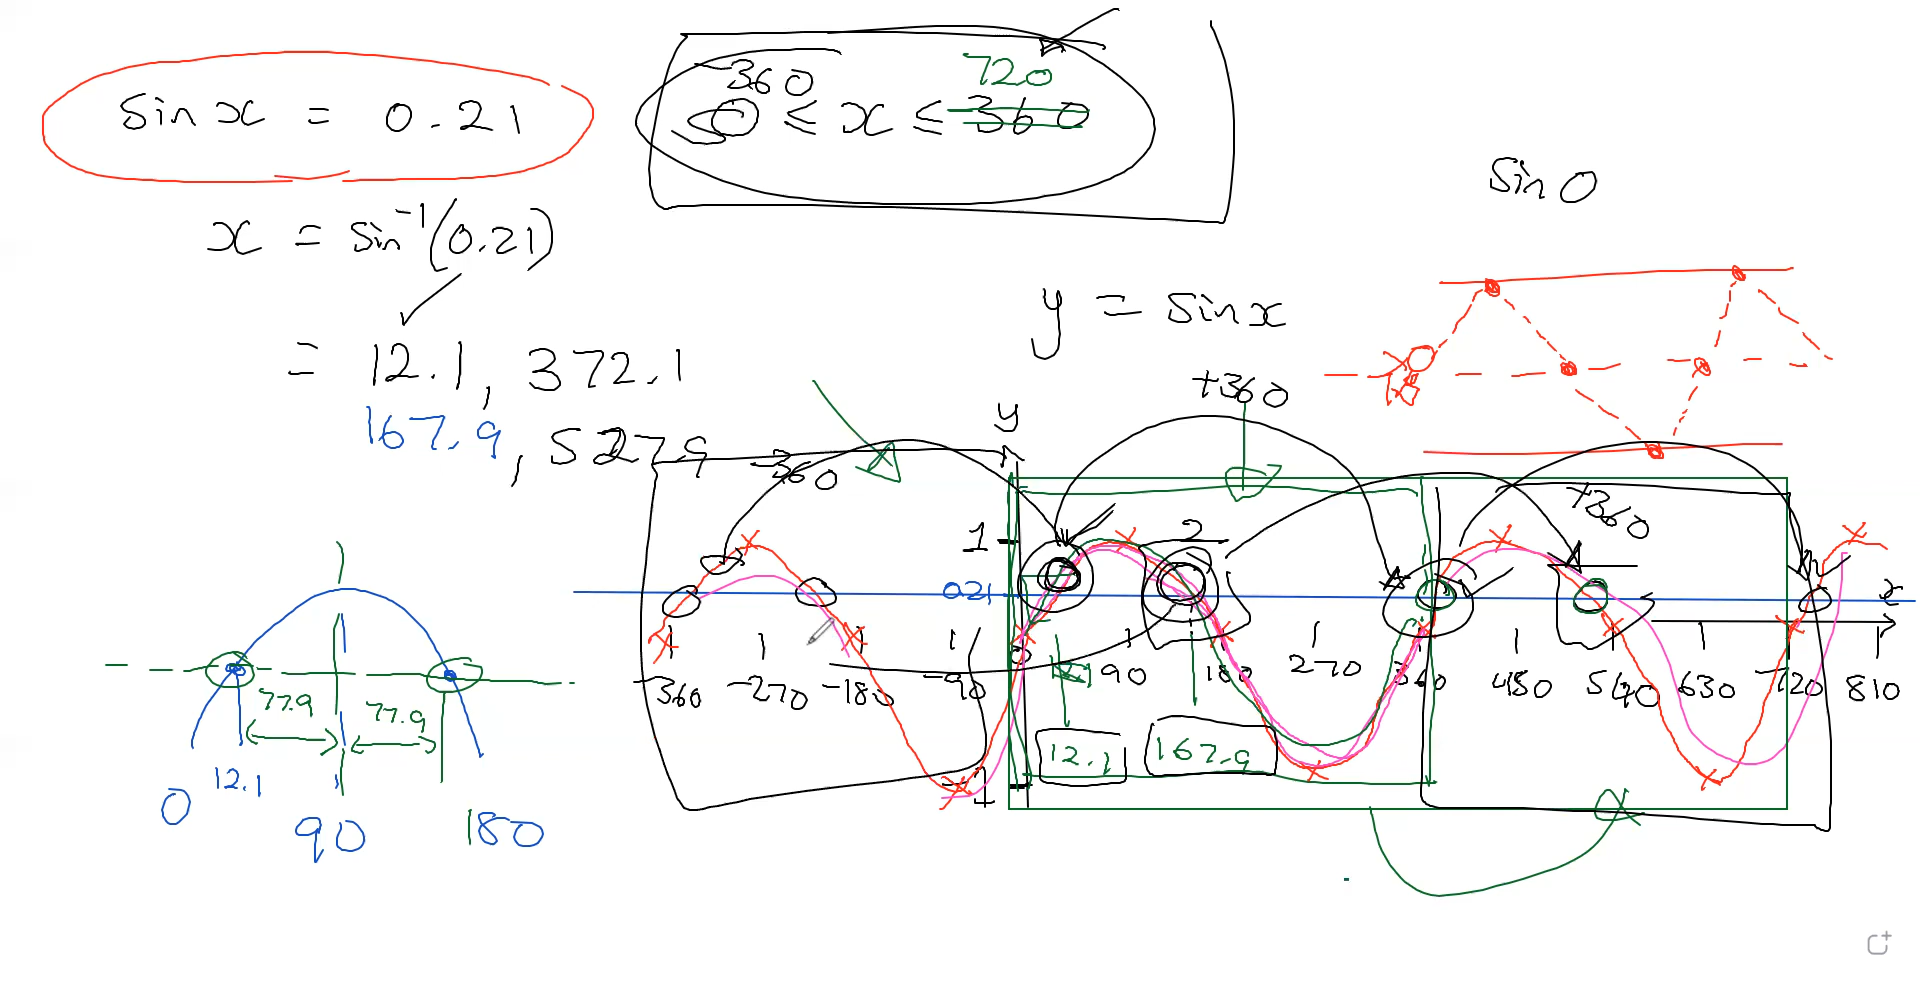 sin x = 0.21
-360
720
0 ≤ x ≤ 360
sin 0
x = sin⁻¹(0.21)
y = sin x
= 12.1, 372.1
167.9, 527.9
+360
y
-360
+360
1
2
0.21
x
-360 -270 -180 -90 90 180 270 360 450 540 630 720 810
77.9 77.9
12.1 167.9
-1
0 12.1 90 180